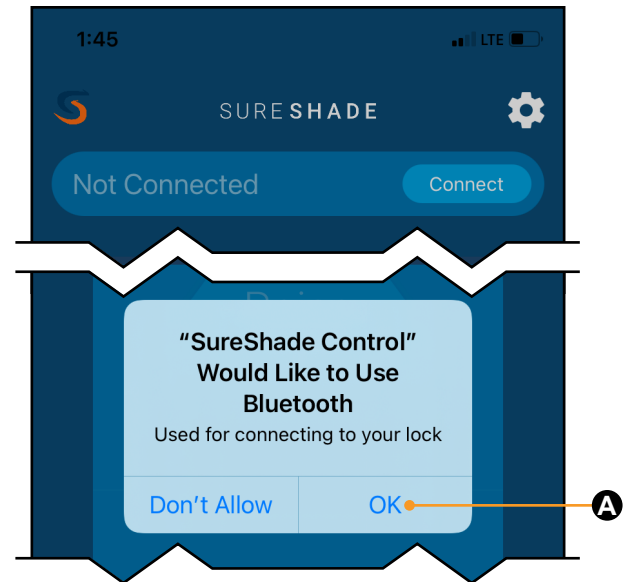 1:45
LTE
SURESHADE
Not Connected
Connect
“SureShade Control”
Would Like to Use
Bluetooth
Used for connecting to your lock
Don’t Allow
OK
A